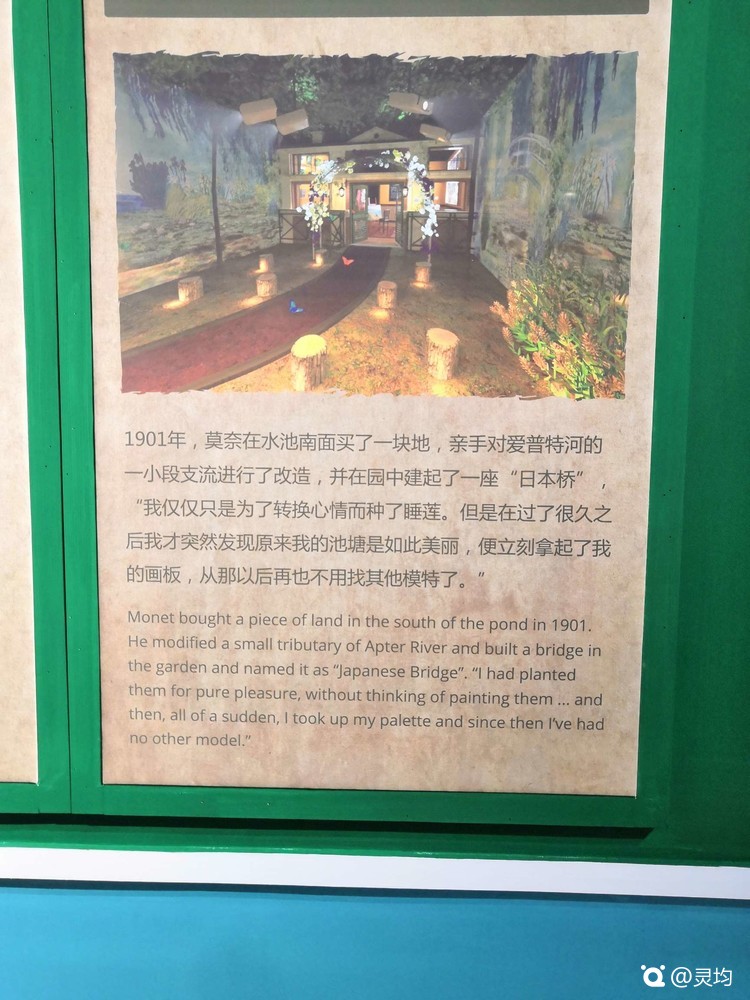 1901年，莫奈在水池南面买了一块地，亲手对爱普特河的
一小段支流进行了改造，并在园中建起了一座“日本桥”，
“我仅仅只是为了转换心情而种了睡莲。但是在过了很久之
后我才突然发现原来我的池塘是如此美丽，便立刻拿起了我
的画板，从那以后再也不用找其他模特了。”
Monet bought a piece of land in the south of the pond in 1901.
He modified a small tributary of Apter River and built a bridge in
the garden and named it as “Japanese Bridge”. “I had planted
them for pure pleasure, without thinking of painting them ... and
then, all of a sudden, I took up my palette and since then I’ve had
no other model.”
@灵均